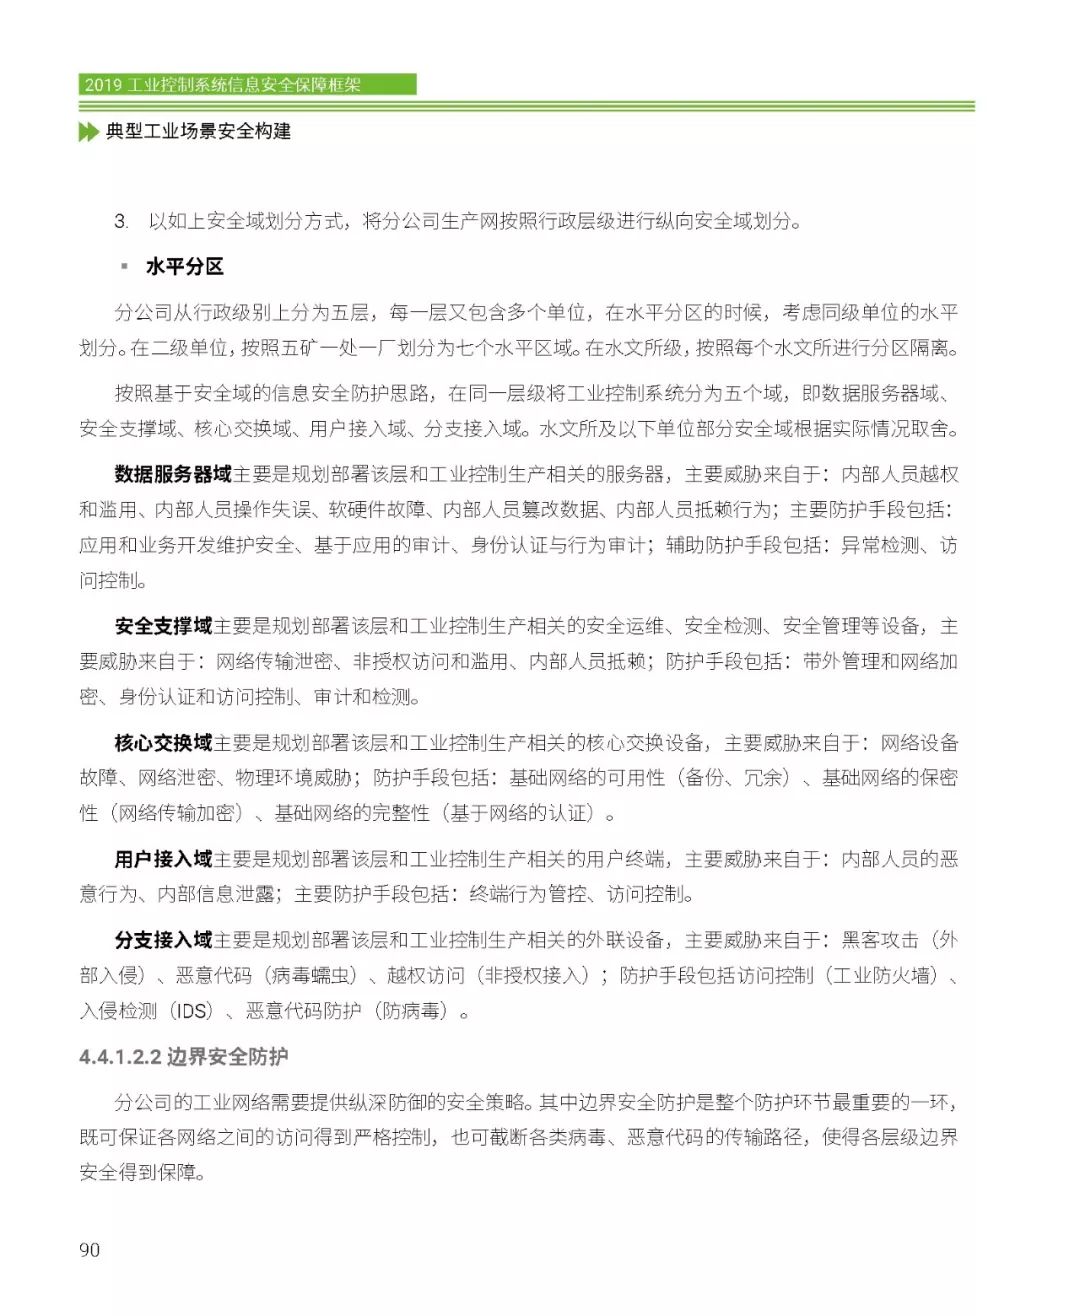 2019 工业控制系统信息安全保障框架
典型工业场景安全构建
3. 以如上安全域划分方式，将分公司生产网按照行政层级进行纵向安全域划分。
▪ 水平分区
分公司从行政级别上分为五层，每一层又包含多个单位，在水平分区的时候，考虑同级单位的水平
划分。在二级单位，按照五矿一处一厂划分为七个水平区域。在水文所级，按照每个水文所进行分区隔离。
按照基于安全域的信息安全防护思路，在同一层级将工业控制系统分为五个域，即数据服务器域、
安全支撑域、核心交换域、用户接入域、分支接入域。水文所及以下单位部分安全域根据实际情况取舍。
数据服务器域主要是规划部署该层和工业控制生产相关的服务器，主要威胁来自于：内部人员越权
和滥用、内部人员操作失误、软硬件故障、内部人员篡改数据、内部人员抵赖行为；主要防护手段包括：
应用和业务开发维护安全、基于应用的审计、身份认证与行为审计；辅助防护手段包括：异常检测、访
问控制。
安全支撑域主要是规划部署该层和工业控制生产相关的安全运维、安全检测、安全管理等设备，主
要威胁来自于：网络传输泄密、非授权访问和滥用、内部人员抵赖；防护手段包括：带外管理和网络加
密、身份认证和访问控制、审计和检测。
核心交换域主要是规划部署该层和工业控制生产相关的核心交换设备，主要威胁来自于：网络设备
故障、网络泄密、物理环境威胁；防护手段包括：基础网络的可用性（备份、冗余）、基础网络的保密
性（网络传输加密）、基础网络的完整性（基于网络的认证）。
用户接入域主要是规划部署该层和工业控制生产相关的用户终端，主要威胁来自于：内部人员的恶
意行为、内部信息泄露；主要防护手段包括：终端行为管控、访问控制。
分支接入域主要是规划部署该层和工业控制生产相关的外联设备，主要威胁来自于：黑客攻击（外
部入侵）、恶意代码（病毒蠕虫）、越权访问（非授权接入）；防护手段包括访问控制（工业防火墙）、
入侵检测（IDS）、恶意代码防护（防病毒）。
4.4.1.2.2 边界安全防护
分公司的工业网络需要提供纵深防御的安全策略。其中边界安全防护是整个防护环节最重要的一环，
既可保证各网络之间的访问得到严格控制，也可截断各类病毒、恶意代码的传输路径，使得各层级边界
安全得到保障。
90